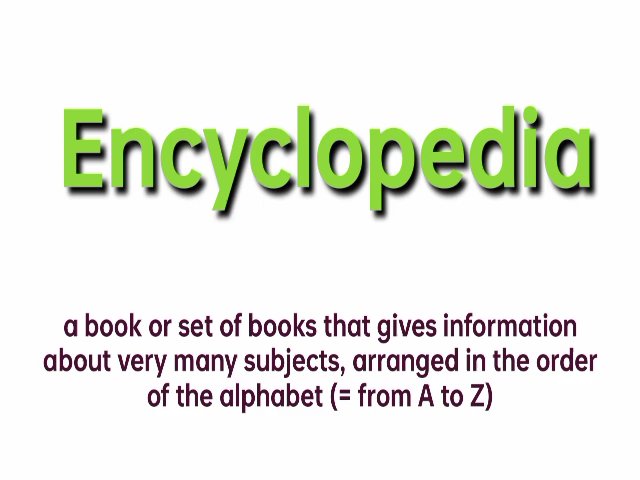 Encyclopedia
a book or set of books that gives information
about very many subjects, arranged in the order
of the alphabet (= from A to Z)